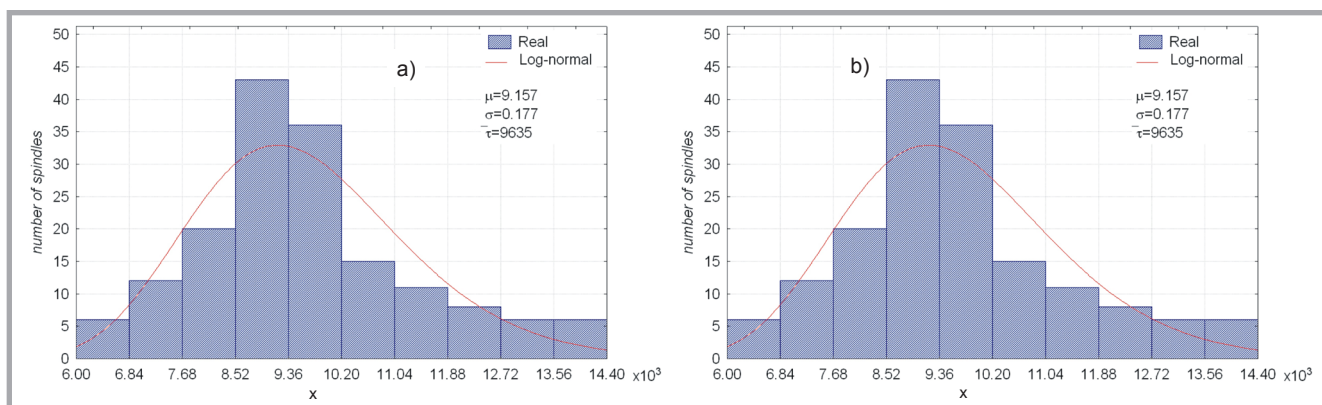 50
45
40
35
30
25
20
15
10
5
0
number of spindles
a)
Real
Log-normal
μ=9.157
σ=0.177
τ̅=9635
6.00 6.84 7.68 8.52 9.36 10.20 11.04 11.88 12.72 13.56 14.40 x10³
x
50
45
40
35
30
25
20
15
10
5
0
number of spindles
b)
Real
Log-normal
μ=9.157
σ=0.177
τ̅=9635
6.00 6.84 7.68 8.52 9.36 10.20 11.04 11.88 12.72 13.56 14.40 x10³
x